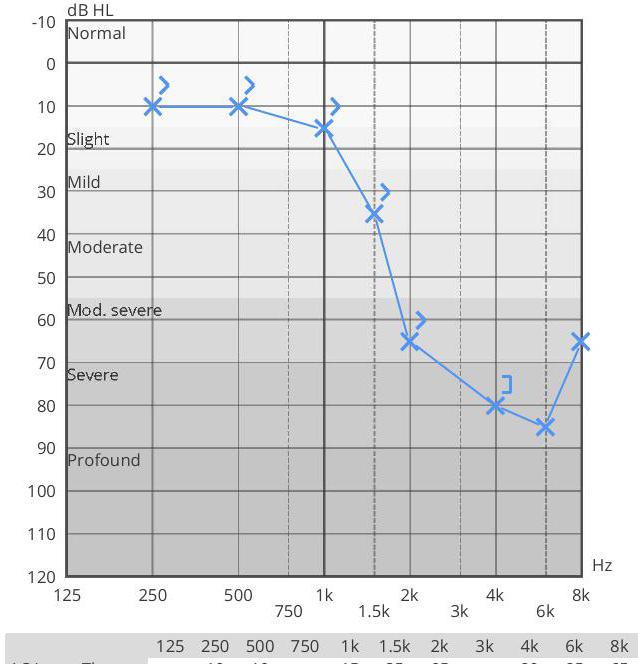 dB HL
-10
Normal
0
10
Slight
20
Mild
30
40
Moderate
50
Mod. severe
60
70
Severe
80
90
Profound
100
110
120
Hz
125 250 500 1k 2k 4k 8k
750 1.5k 3k 6k
125 250 500 750 1k 1.5k 2k 3k 4k 6k 8k